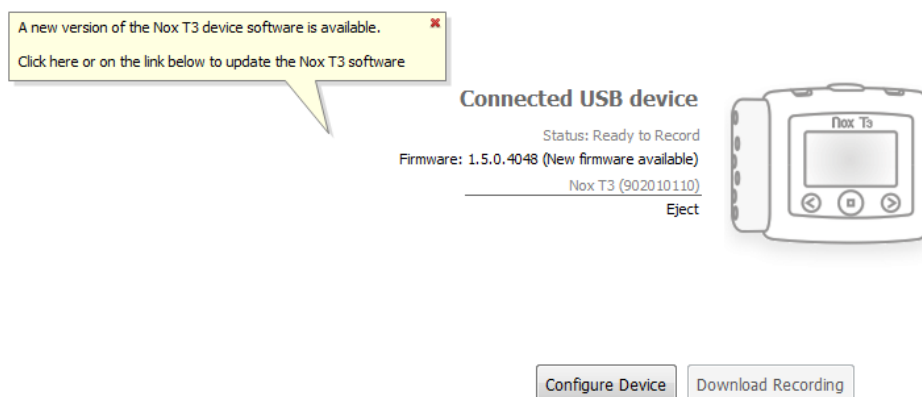 A new version of the Nox T3 device software is available.
Click here or on the link below to update the Nox T3 software
Connected USB device
Status: Ready to Record
Firmware: 1.5.0.4048 (New firmware available)
Nox T3 (902010110)
Eject
Nox T3
Configure Device
Download Recording